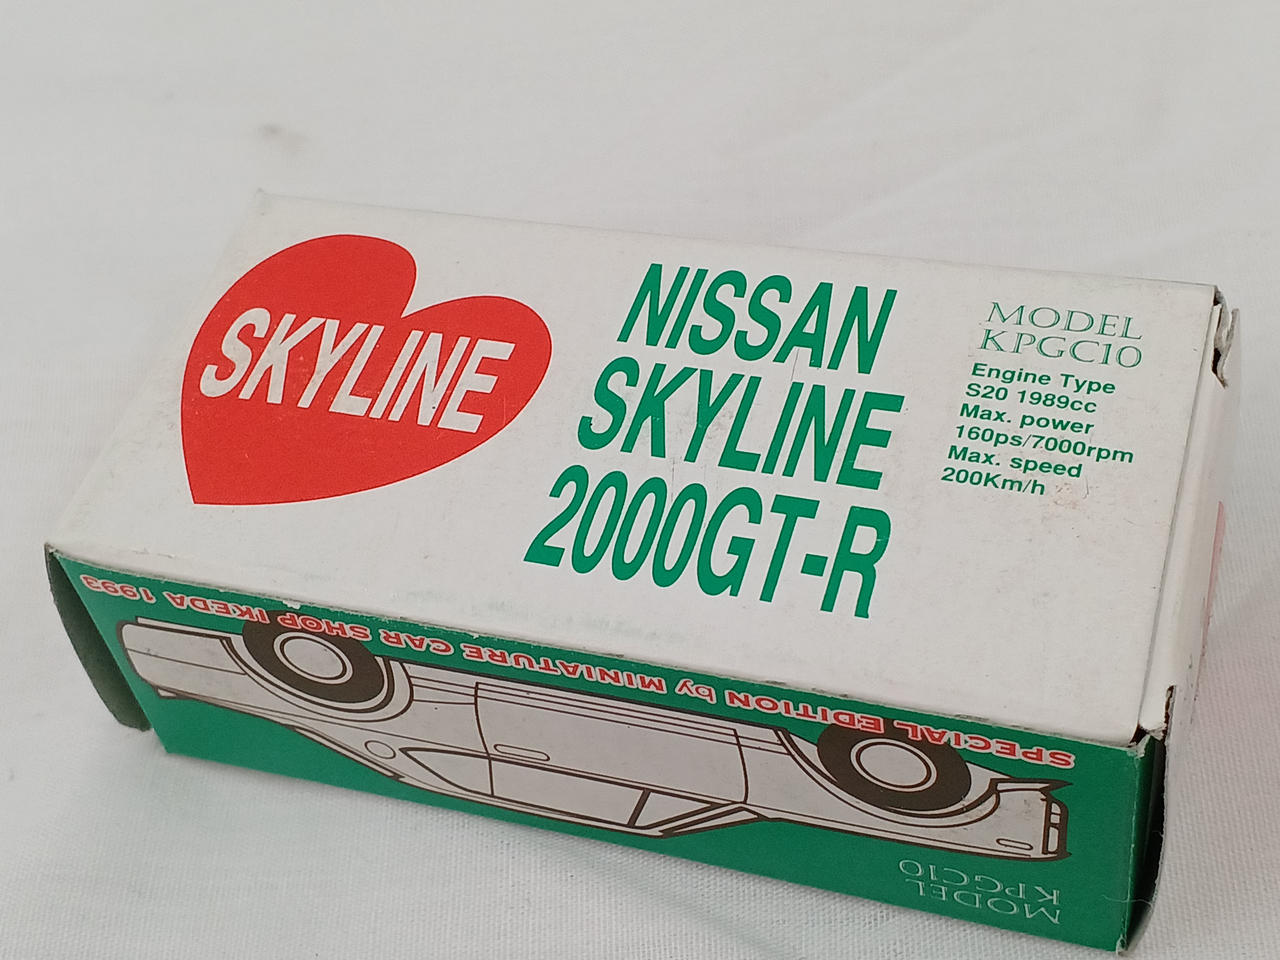 SKYLINE
NISSAN
SKYLINE
2000GT-R
MODEL
KPGC10
Engine Type
S20 1989cc
Max. power
160ps/7000rpm
Max. speed
200Km/h
SPECIAL EDITION by MINIATURE CAR SHOP IKEDA 1993
MODEL
KPGC10